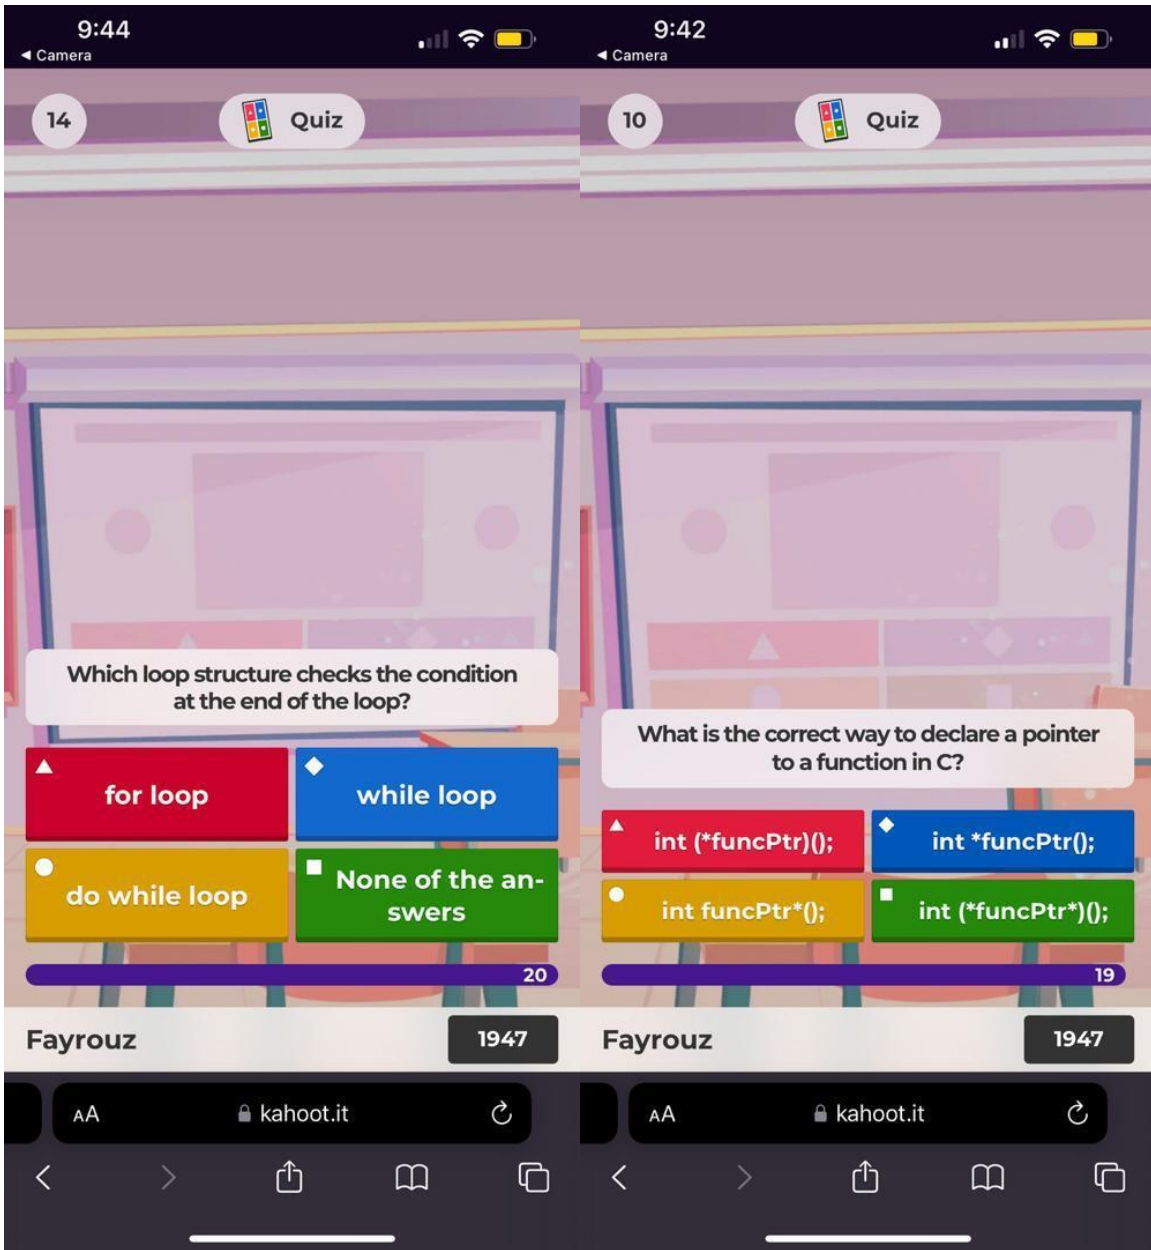 9:44
◀ Camera
14
Quiz
Which loop structure checks the condition
at the end of the loop?
for loop
while loop
do while loop
None of the an-
swers
20
Fayrouz
1947
AA
kahoot.it
9:42
◀ Camera
10
Quiz
What is the correct way to declare a pointer
to a function in C?
int (*funcPtr)();
int *funcPtr();
int funcPtr*();
int (*funcPtr*)();
19
Fayrouz
1947
AA
kahoot.it